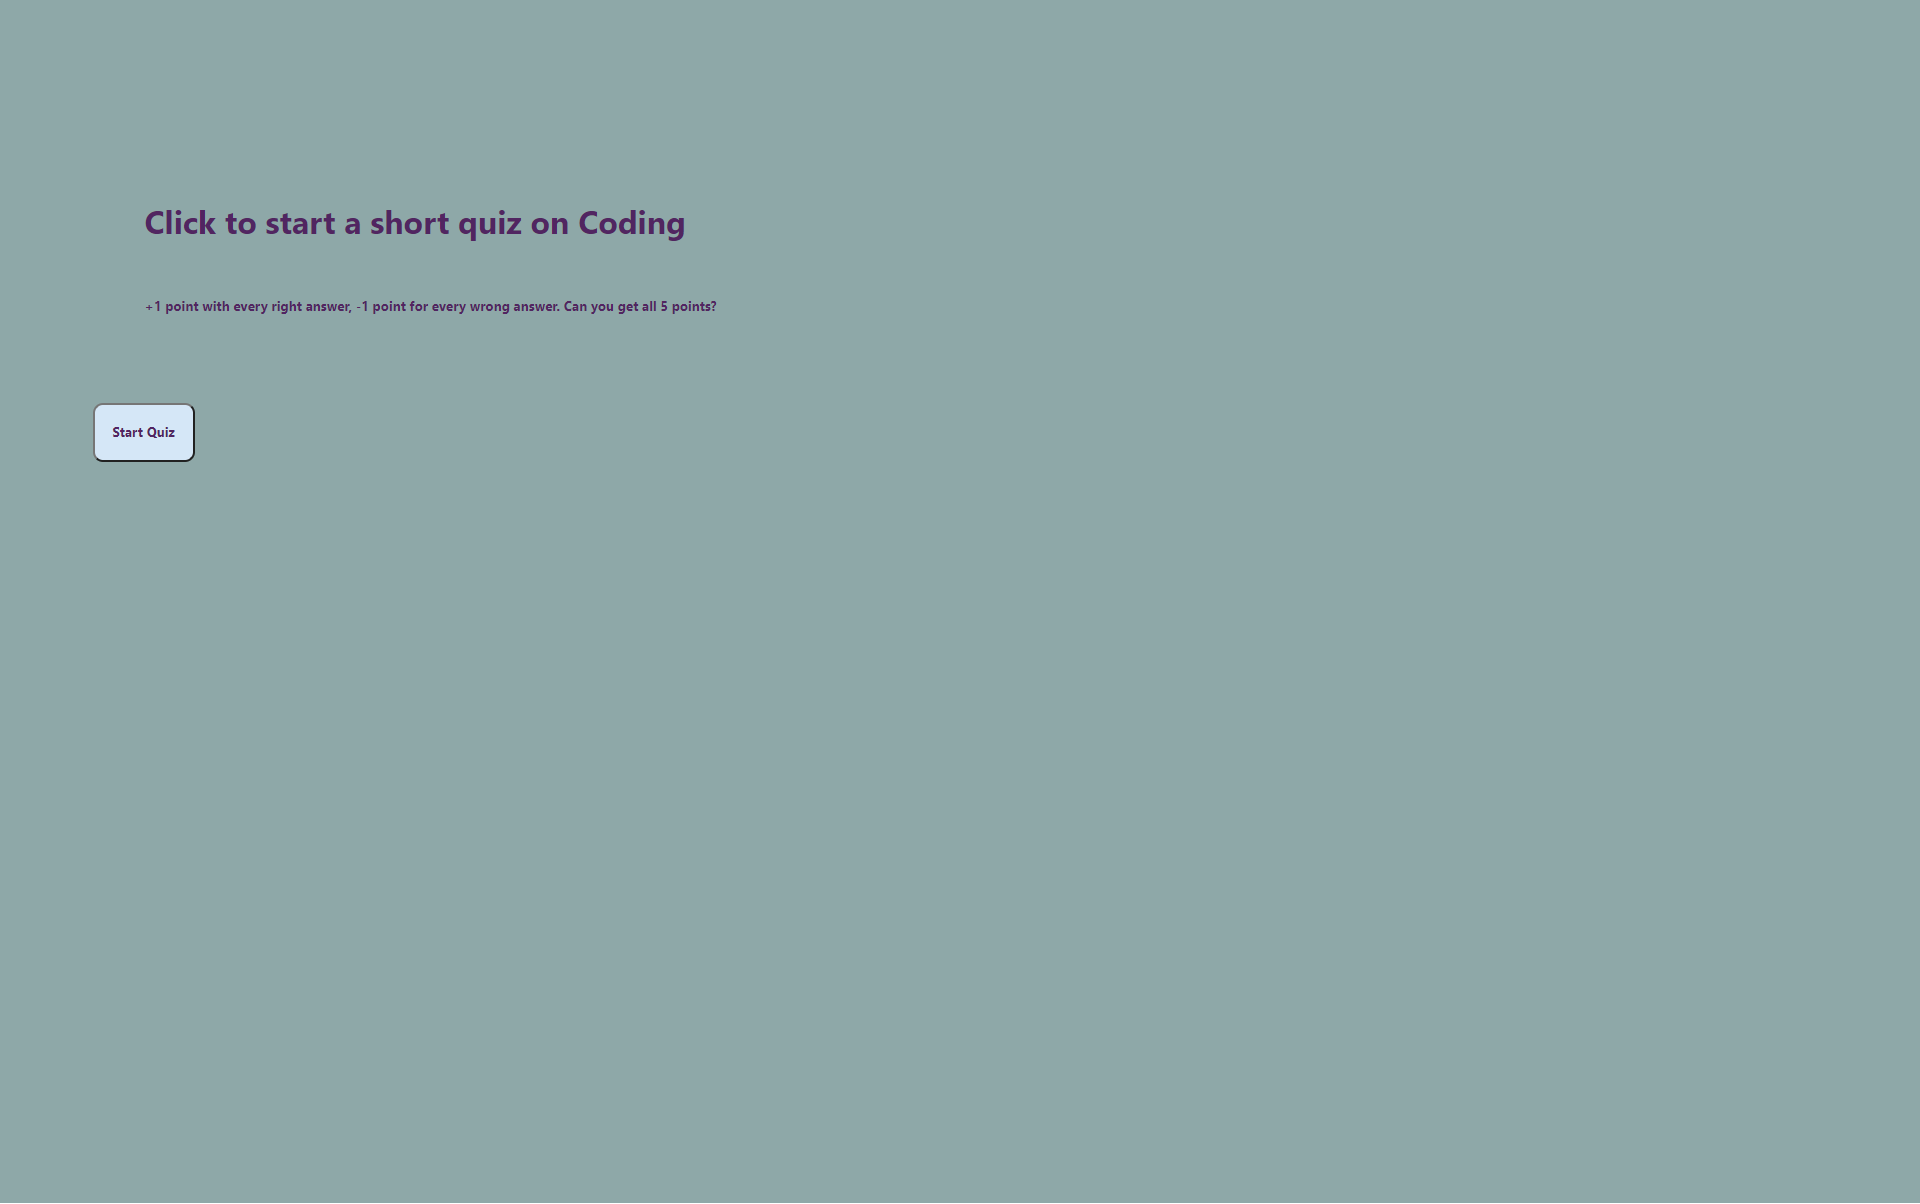 Click to start a short quiz on Coding
+1 point with every right answer, -1 point for every wrong answer. Can you get all 5 points?
Start Quiz